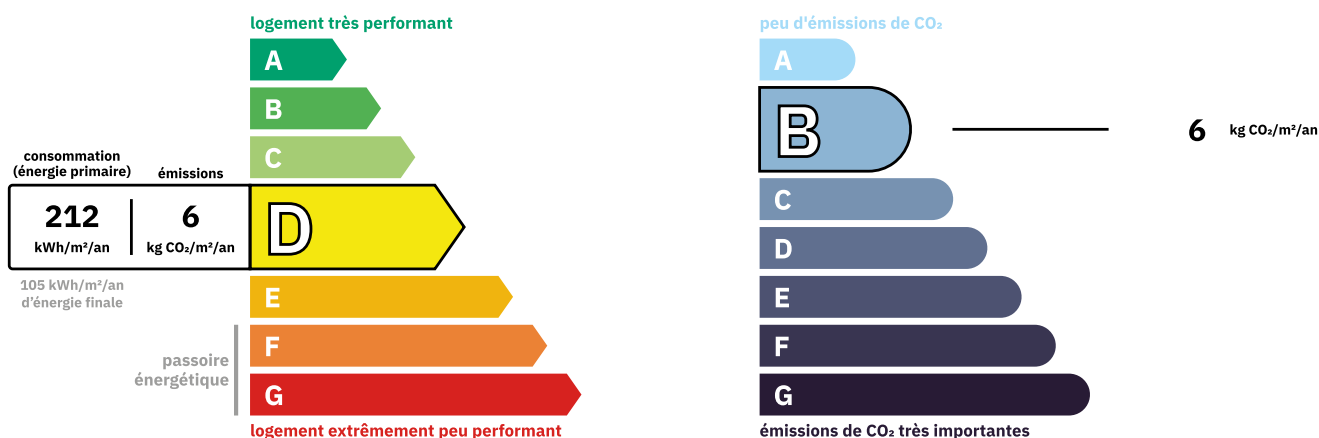 logement très performant
A
B
C
consommation
(énergie primaire)
émissions
212
kWh/m²/an
6
kg CO₂/m²/an
D
105 kWh/m²/an
d'énergie finale
E
passoire
énergétique
F
G
logement extrêmement peu performant
peu d'émissions de CO₂
A
B
6 kg CO₂/m²/an
C
D
E
F
G
émissions de CO₂ très importantes